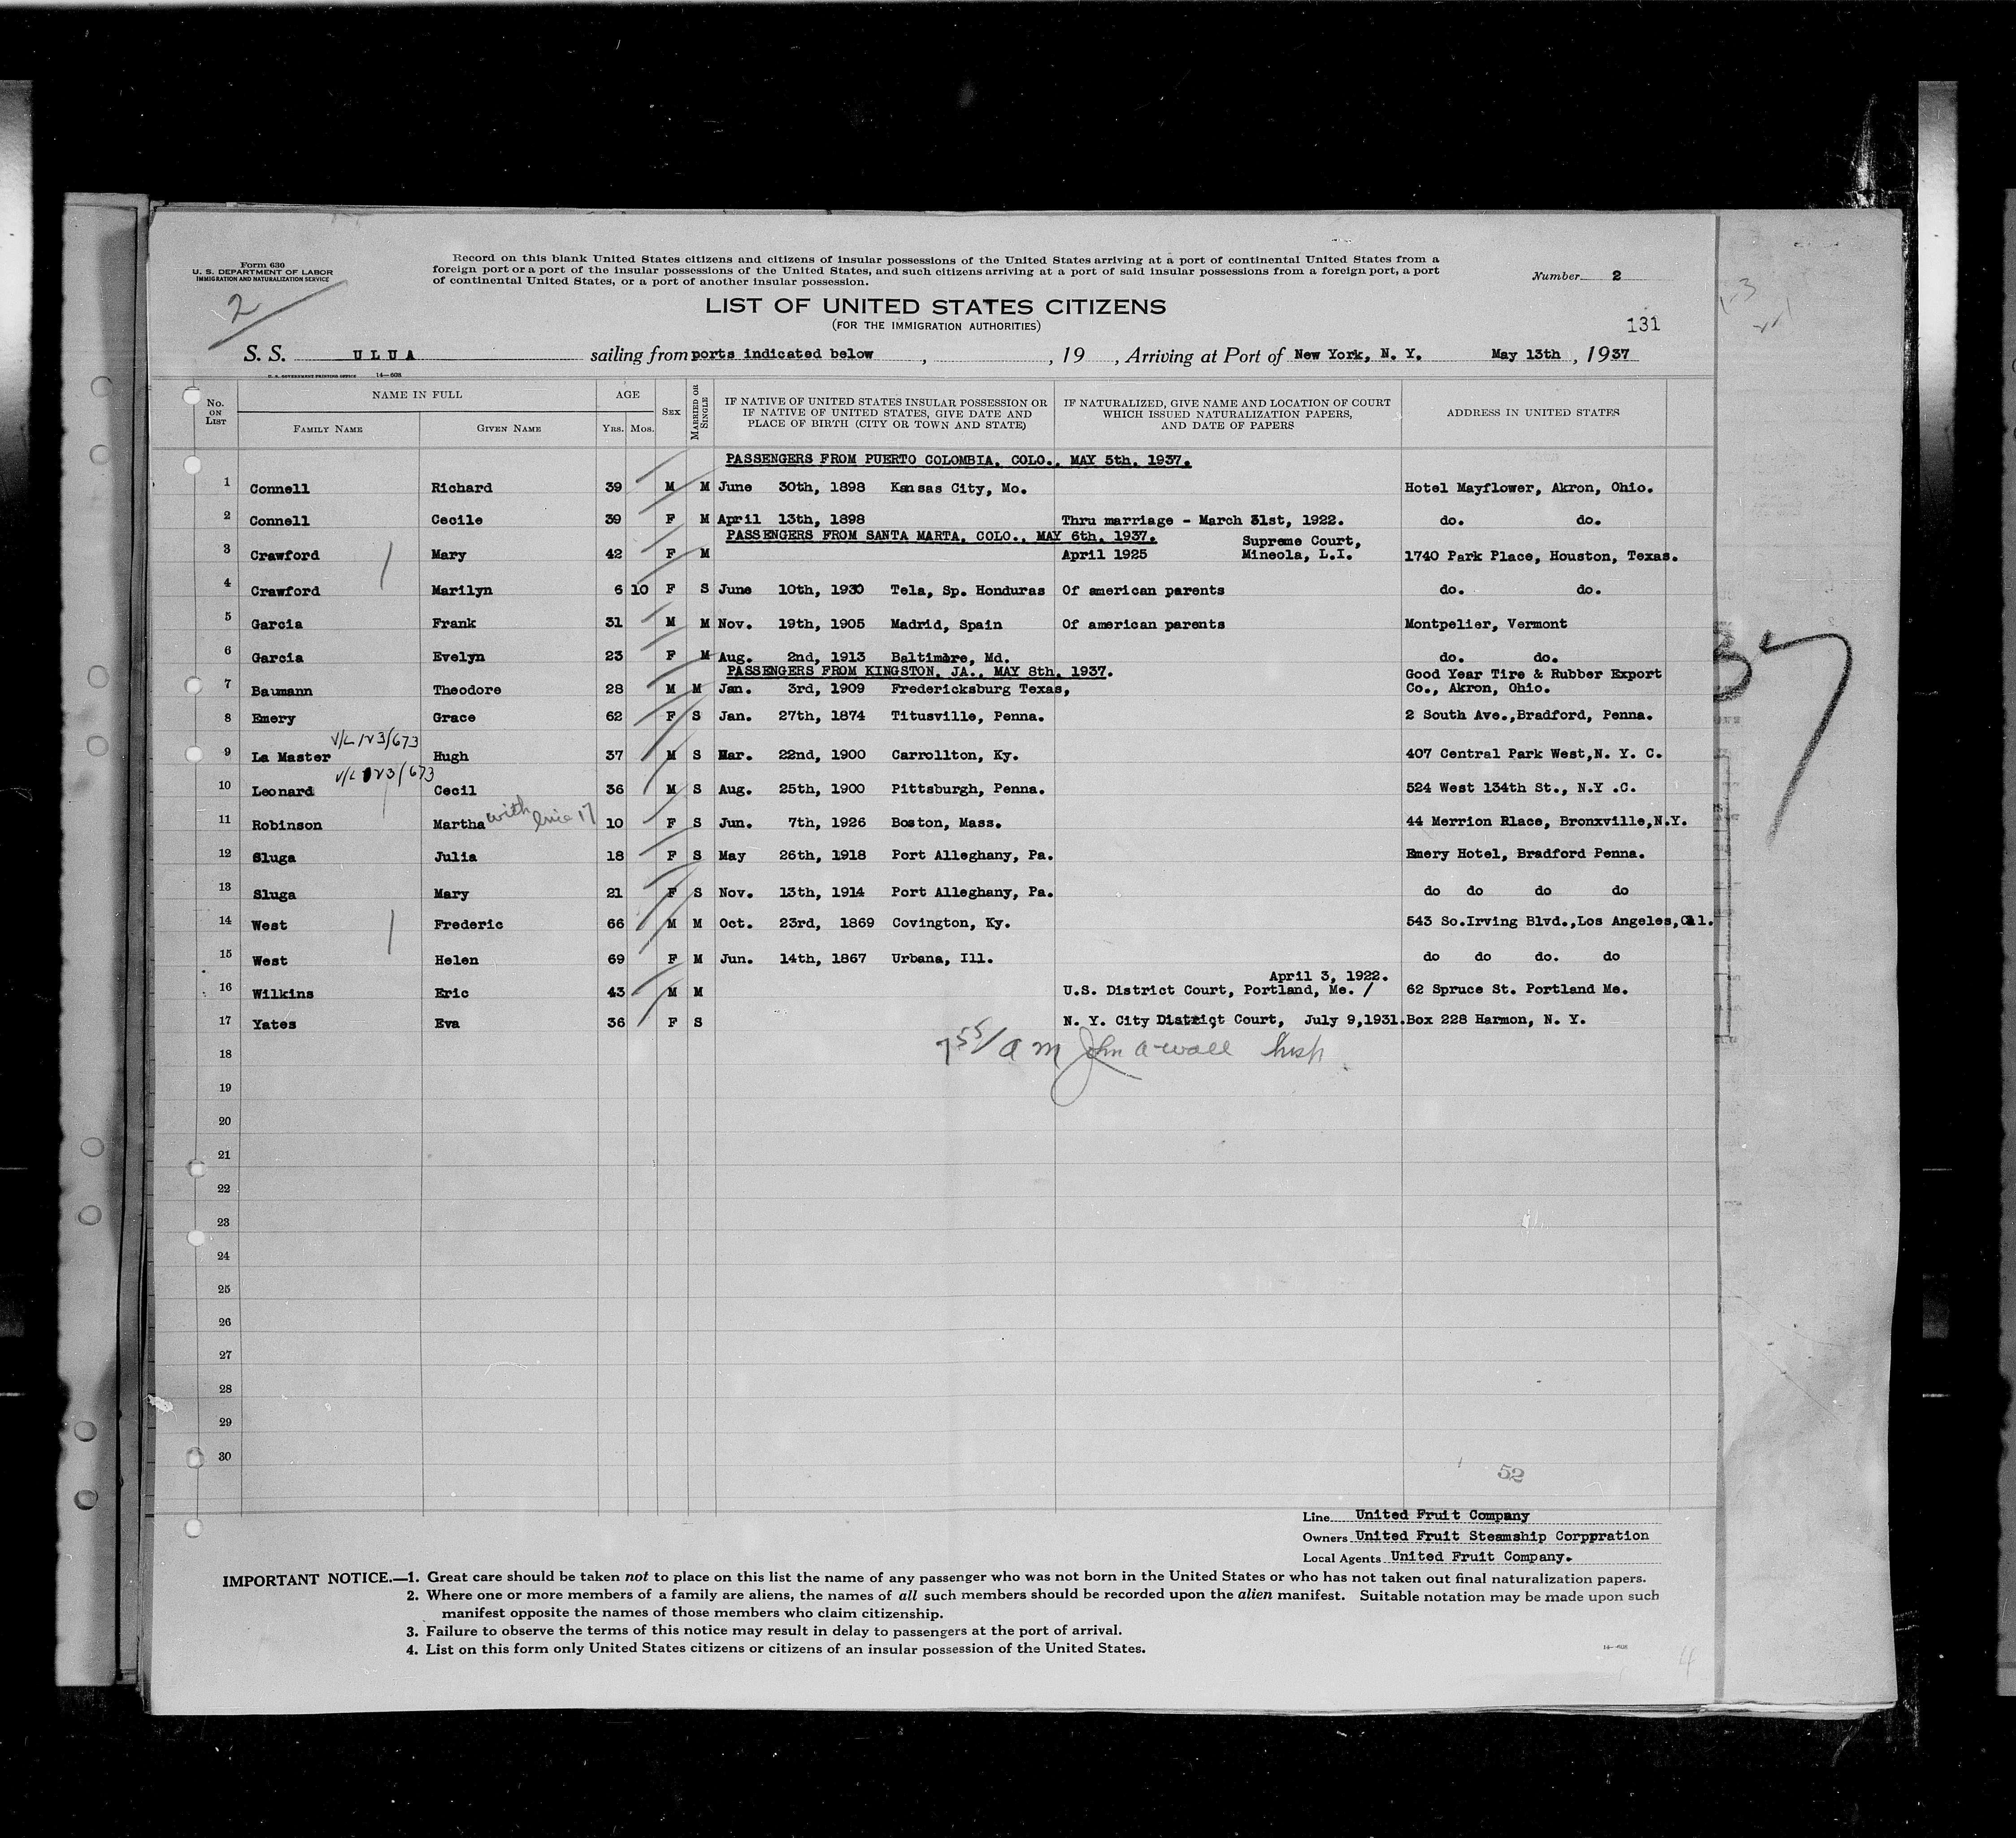 Form 630
U. S. DEPARTMENT OF LABOR
IMMIGRATION AND NATURALIZATION SERVICE
2
Record on this blank United States citizens and citizens of insular possessions of the United States arriving at a port of continental United States from a
foreign port or a port of the insular possessions of the United States, and such citizens arriving at a port of said insular possessions from a foreign port, a port
of continental United States, or a port of another insular possession.
Number 2
LIST OF UNITED STATES CITIZENS
(FOR THE IMMIGRATION AUTHORITIES)
131
S. S. ULUA sailing from ports indicated below , , 19 , Arriving at Port of New York, N. Y. May 13th , 1937
U. S. GOVERNMENT PRINTING OFFICE 14—608
No. ON LIST
NAME IN FULL
FAMILY NAME GIVEN NAME
AGE
YRS. MOS.
SEX
MARRIED OR SINGLE
IF NATIVE OF UNITED STATES INSULAR POSSESSION OR
IF NATIVE OF UNITED STATES, GIVE DATE AND
PLACE OF BIRTH (CITY OR TOWN AND STATE)
IF NATURALIZED, GIVE NAME AND LOCATION OF COURT
WHICH ISSUED NATURALIZATION PAPERS,
AND DATE OF PAPERS
ADDRESS IN UNITED STATES
PASSENGERS FROM PUERTO COLOMBIA, COLO., MAY 5th, 1937.
1 Connell Richard 39 M M June 30th, 1898 Kansas City, Mo. Hotel Mayflower, Akron, Ohio.
2 Connell Cecile 39 F M April 13th, 1898 Thru marriage - March 31st, 1922. do. do.
PASSENGERS FROM SANTA MARTA, COLO., MAY 6th, 1937.
Supreme Court,
3 Crawford Mary 42 F M April 1925 Mineola, L.I. 1740 Park Place, Houston, Texas.
4 Crawford Marilyn 6 10 F S June 10th, 1930 Tela, Sp. Honduras Of american parents do. do.
5 Garcia Frank 31 M M Nov. 19th, 1905 Madrid, Spain Of american parents Montpelier, Vermont
6 Garcia Evelyn 23 F M Aug. 2nd, 1913 Baltimore, Md. do. do.
PASSENGERS FROM KINGSTON, JA., MAY 8th, 1937.
Good Year Tire & Rubber Export
7 Baumann Theodore 28 M M Jan. 3rd, 1909 Fredericksburg Texas, Co., Akron, Ohio.
8 Emery Grace 62 F S Jan. 27th, 1874 Titusville, Penna. 2 South Ave.,Bradford, Penna.
V/L 123/673
9 La Master Hugh 37 M S Mar. 22nd, 1900 Carrollton, Ky. 407 Central Park West,N. Y. C.
V/L 123/673
10 Leonard Cecil 36 M S Aug. 25th, 1900 Pittsburgh, Penna. 524 West 134th St., N.Y .C.
11 Robinson Martha with line 17 10 F S Jun. 7th, 1926 Boston, Mass. 44 Merrion Rlace, Bronxville,N.Y.
12 Sluga Julia 18 F S May 26th, 1918 Port Alleghany, Pa. Emery Hotel, Bradford Penna.
13 Sluga Mary 21 F S Nov. 13th, 1914 Port Alleghany, Pa. do do do do
14 West Frederic 66 M M Oct. 23rd, 1869 Covington, Ky. 543 So.Irving Blvd.,Los Angeles,Cal.
15 West Helen 69 F M Jun. 14th, 1867 Urbana, Ill. do do do. do
April 3, 1922.
16 Wilkins Eric 43 M M U.S. District Court, Portland, Me. / 62 Spruce St. Portland Me.
17 Yates Eva 36 F S N. Y. City District Court, July 9,1931. Box 228 Harmon, N. Y.
7 55/ a m John A Wall Insp
18
19
20
21
22
23
24
25
26
27
28
29
30
52
Line United Fruit Company
Owners United Fruit Steamship Corppration
Local Agents United Fruit Company.
IMPORTANT NOTICE.—1. Great care should be taken not to place on this list the name of any passenger who was not born in the United States or who has not taken out final naturalization papers.
2. Where one or more members of a family are aliens, the names of all such members should be recorded upon the alien manifest. Suitable notation may be made upon such
manifest opposite the names of those members who claim citizenship.
3. Failure to observe the terms of this notice may result in delay to passengers at the port of arrival.
4. List on this form only United States citizens or citizens of an insular possession of the United States.
14—608
37
4